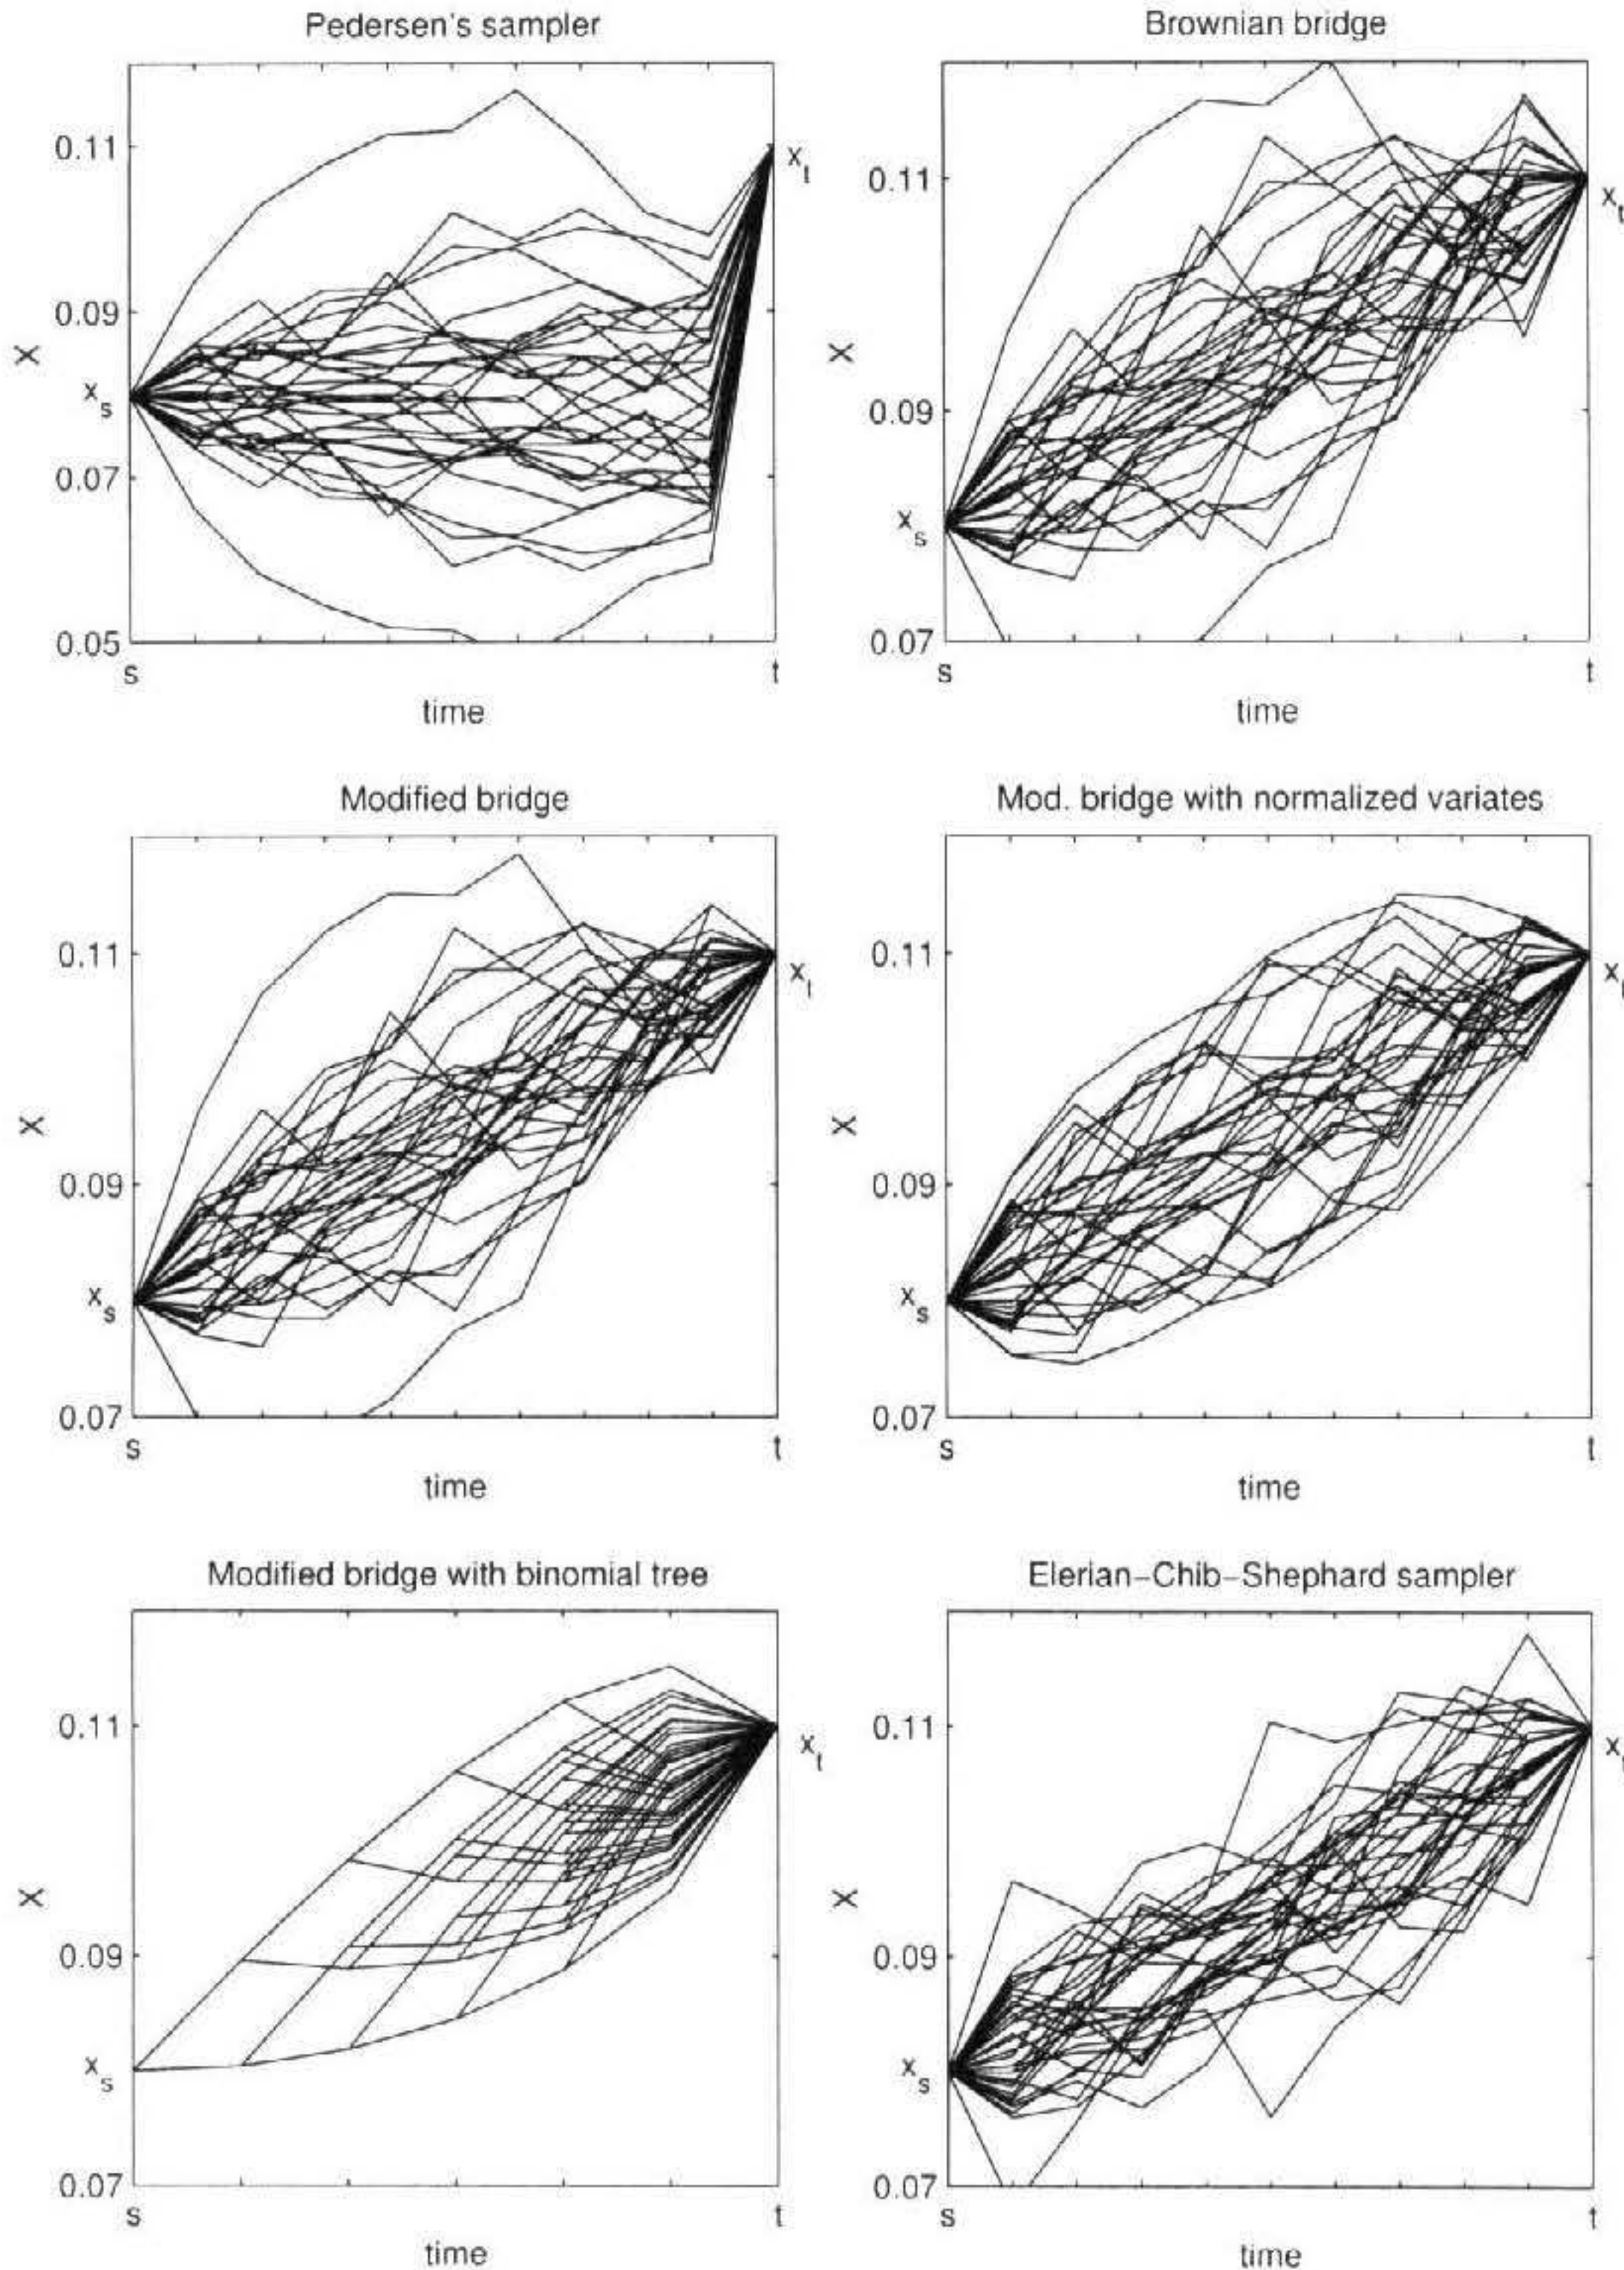 Pedersen's sampler
0.11
0.09
0.07
0.05
X
x_s
x_t
s
t
time
Brownian bridge
0.11
0.09
0.07
X
x_s
x_t
s
t
time
Modified bridge
0.11
0.09
0.07
X
x_s
x_t
s
t
time
Mod. bridge with normalized variates
0.11
0.09
0.07
X
x_s
x_t
s
t
time
Modified bridge with binomial tree
0.11
0.09
0.07
X
x_s
x_t
s
t
time
Elerian–Chib–Shephard sampler
0.11
0.09
0.07
X
x_s
x_t
s
t
time